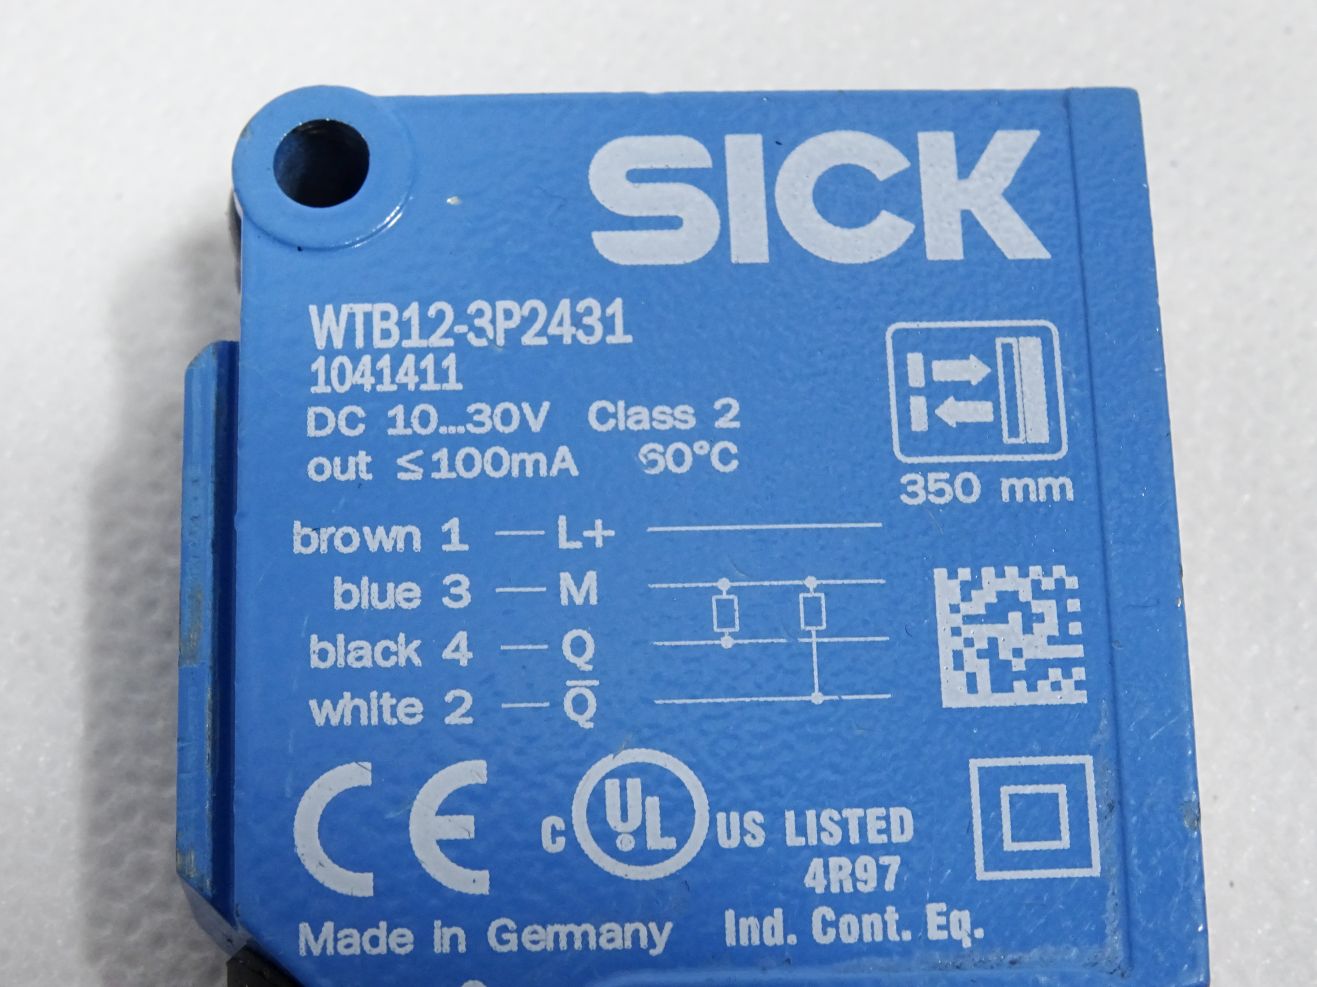 SICK
WTB12-3P2431
1041411
DC 10...30V Class 2
out ≤100mA 60°C
350 mm
brown 1 — L+
blue 3 — M
black 4 — Q
white 2 — Q̅
CE
C UL US LISTED
4R97
Made in Germany
Ind. Cont. Eq.